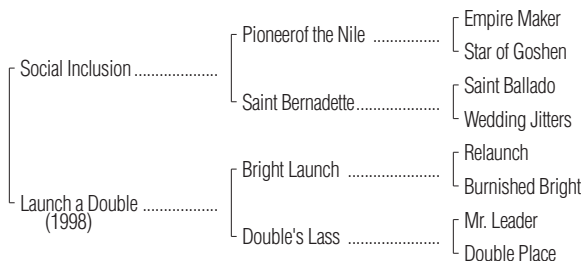 Empire Maker
Pioneerof the Nile ................
Star of Goshen
Social Inclusion ....................
Saint Ballado
Saint Bernadette ....................
Wedding Jitters
Relaunch
Bright Launch ......................
Burnished Bright
Launch a Double ..................
(1998)
Mr. Leader
Double's Lass ......................
Double Place